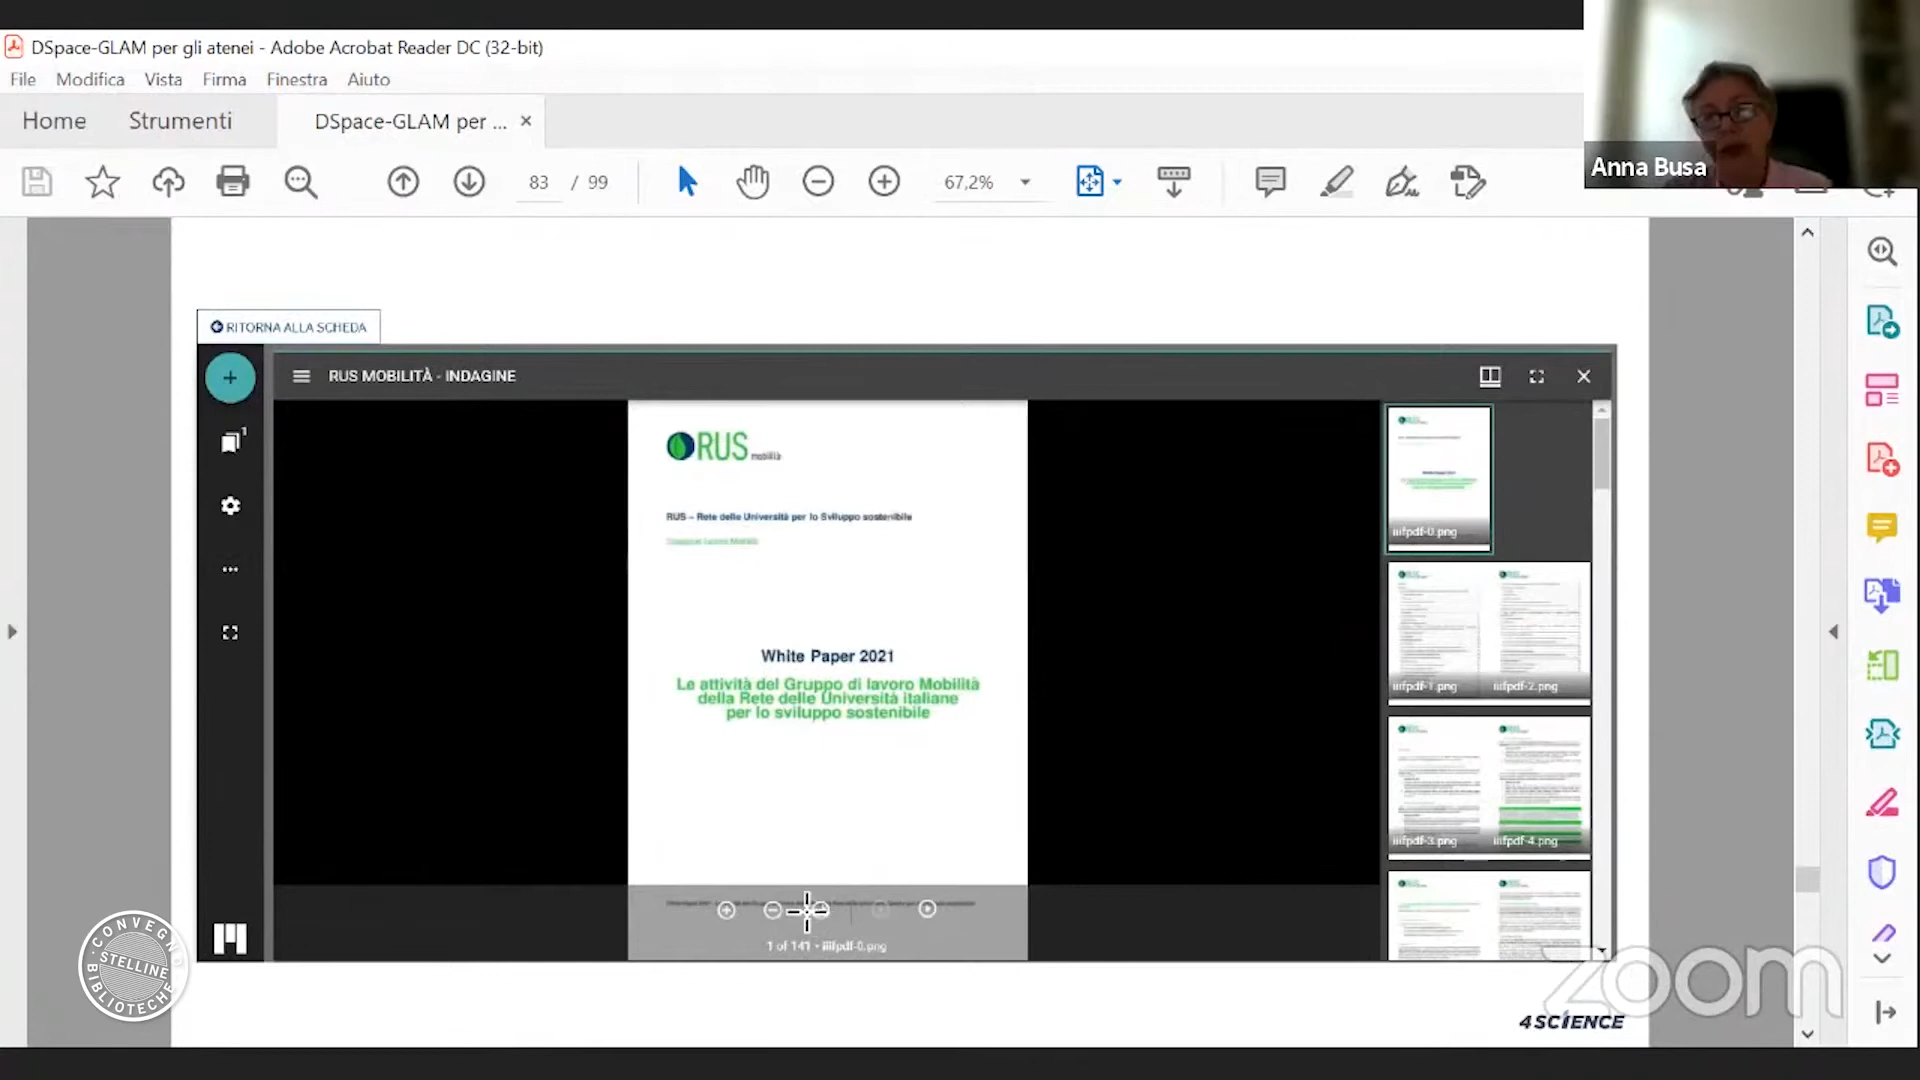 DSpace-GLAM per gli atenei - Adobe Acrobat Reader DC (32-bit)
File Modifica Vista Firma Finestra Aiuto
Home Strumenti DSpace-GLAM per ... ×
83 / 99 67,2%
Anna Busa
RITORNA ALLA SCHEDA
RUS MOBILITÀ - INDAGINE
1
RUS mobilità
RUS – Rete delle Università per lo Sviluppo sostenibile
White Paper 2021
Le attività del Gruppo di lavoro Mobilità
della Rete delle Università italiane
per lo sviluppo sostenibile
1 of 141 • iiifpdf-0.png
iiifpdf-0.png
iiifpdf-1.png iiifpdf-2.png
iiifpdf-3.png iiifpdf-4.png
CONVEGNO
STELLINE
BIBLIOTECHE
zoom
4SCIENCE